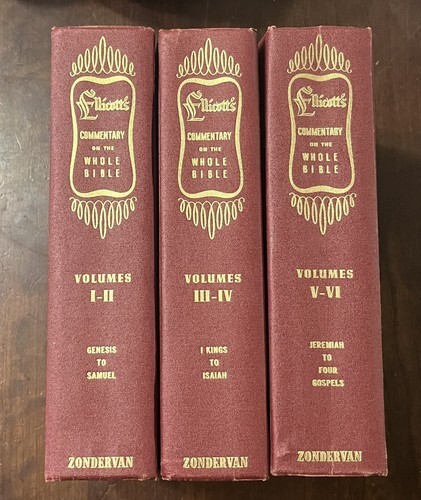 Ellicott's
COMMENTARY
ON THE
WHOLE
BIBLE
VOLUMES
I-II
GENESIS
TO
SAMUEL
ZONDERVAN
Ellicott's
COMMENTARY
ON THE
WHOLE
BIBLE
VOLUMES
III-IV
I KINGS
TO
ISAIAH
ZONDERVAN
Ellicott's
COMMENTARY
ON THE
WHOLE
BIBLE
VOLUMES
V-VI
JEREMIAH
TO
FOUR
GOSPELS
ZONDERVAN